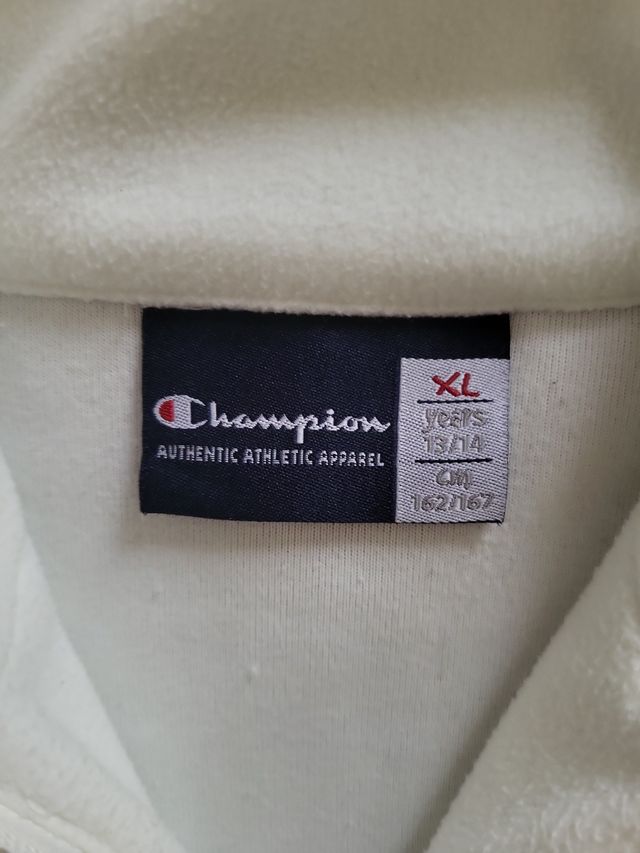 Champion
AUTHENTIC ATHLETIC APPAREL
XL
years
13/14
cm
162/167